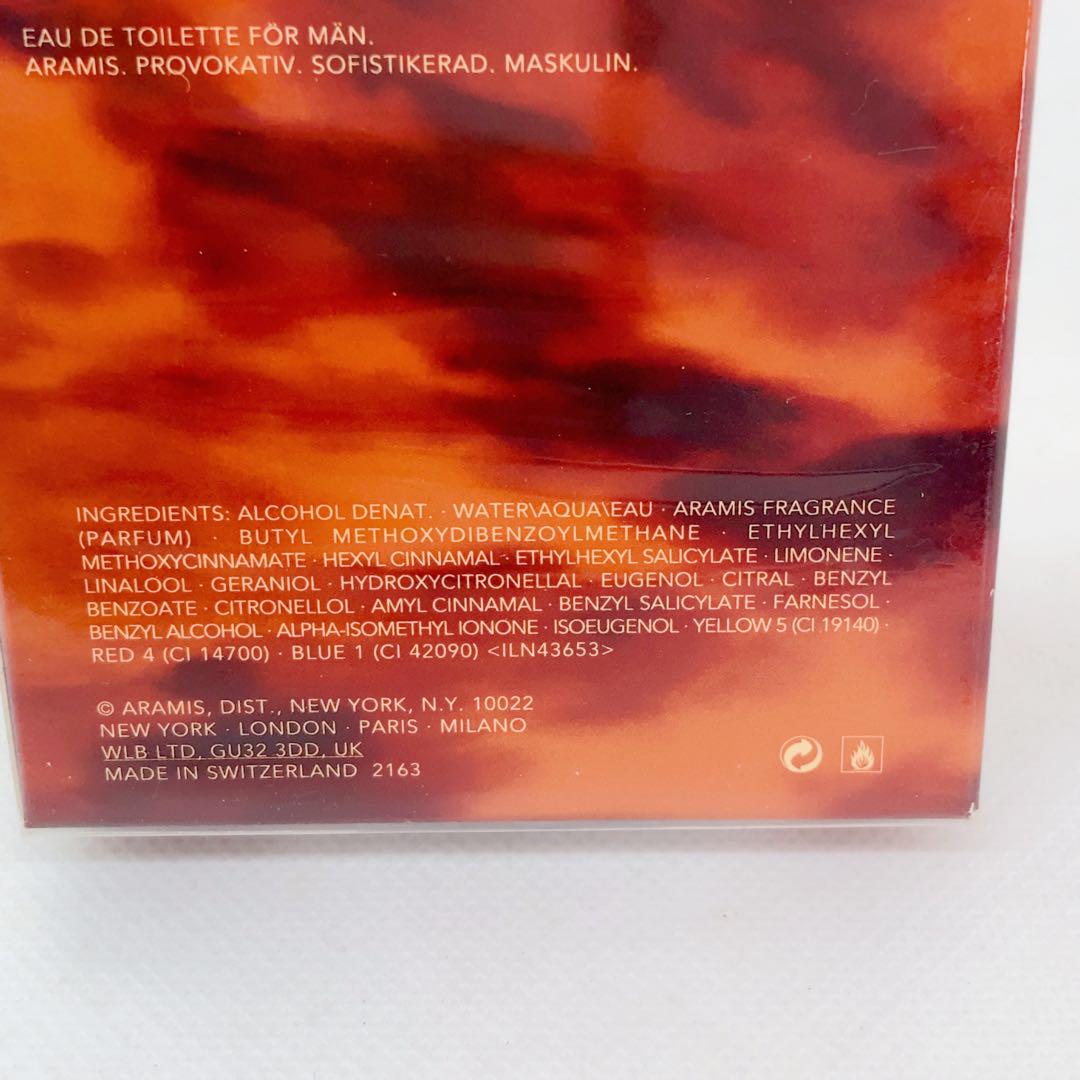 EAU DE TOILETTE FÖR MÄN.
ARAMIS. PROVOKATIV. SOFISTIKERAD. MASKULIN.
INGREDIENTS: ALCOHOL DENAT. · WATER\AQUA\EAU · ARAMIS FRAGRANCE
(PARFUM) · BUTYL METHOXYDIBENZOYLMETHANE · ETHYLHEXYL
METHOXYCINNAMATE · HEXYL CINNAMAL · ETHYLHEXYL SALICYLATE · LIMONENE ·
LINALOOL · GERANIOL · HYDROXYCITRONELLAL · EUGENOL · CITRAL · BENZYL
BENZOATE · CITRONELLOL · AMYL CINNAMAL · BENZYL SALICYLATE · FARNESOL ·
BENZYL ALCOHOL · ALPHA-ISOMETHYL IONONE · ISOEUGENOL · YELLOW 5 (CI 19140) ·
RED 4 (CI 14700) · BLUE 1 (CI 42090) <ILN43653>
© ARAMIS, DIST., NEW YORK, N.Y. 10022
NEW YORK · LONDON · PARIS · MILANO
WLB LTD, GU32 3DD, UK
MADE IN SWITZERLAND 2163